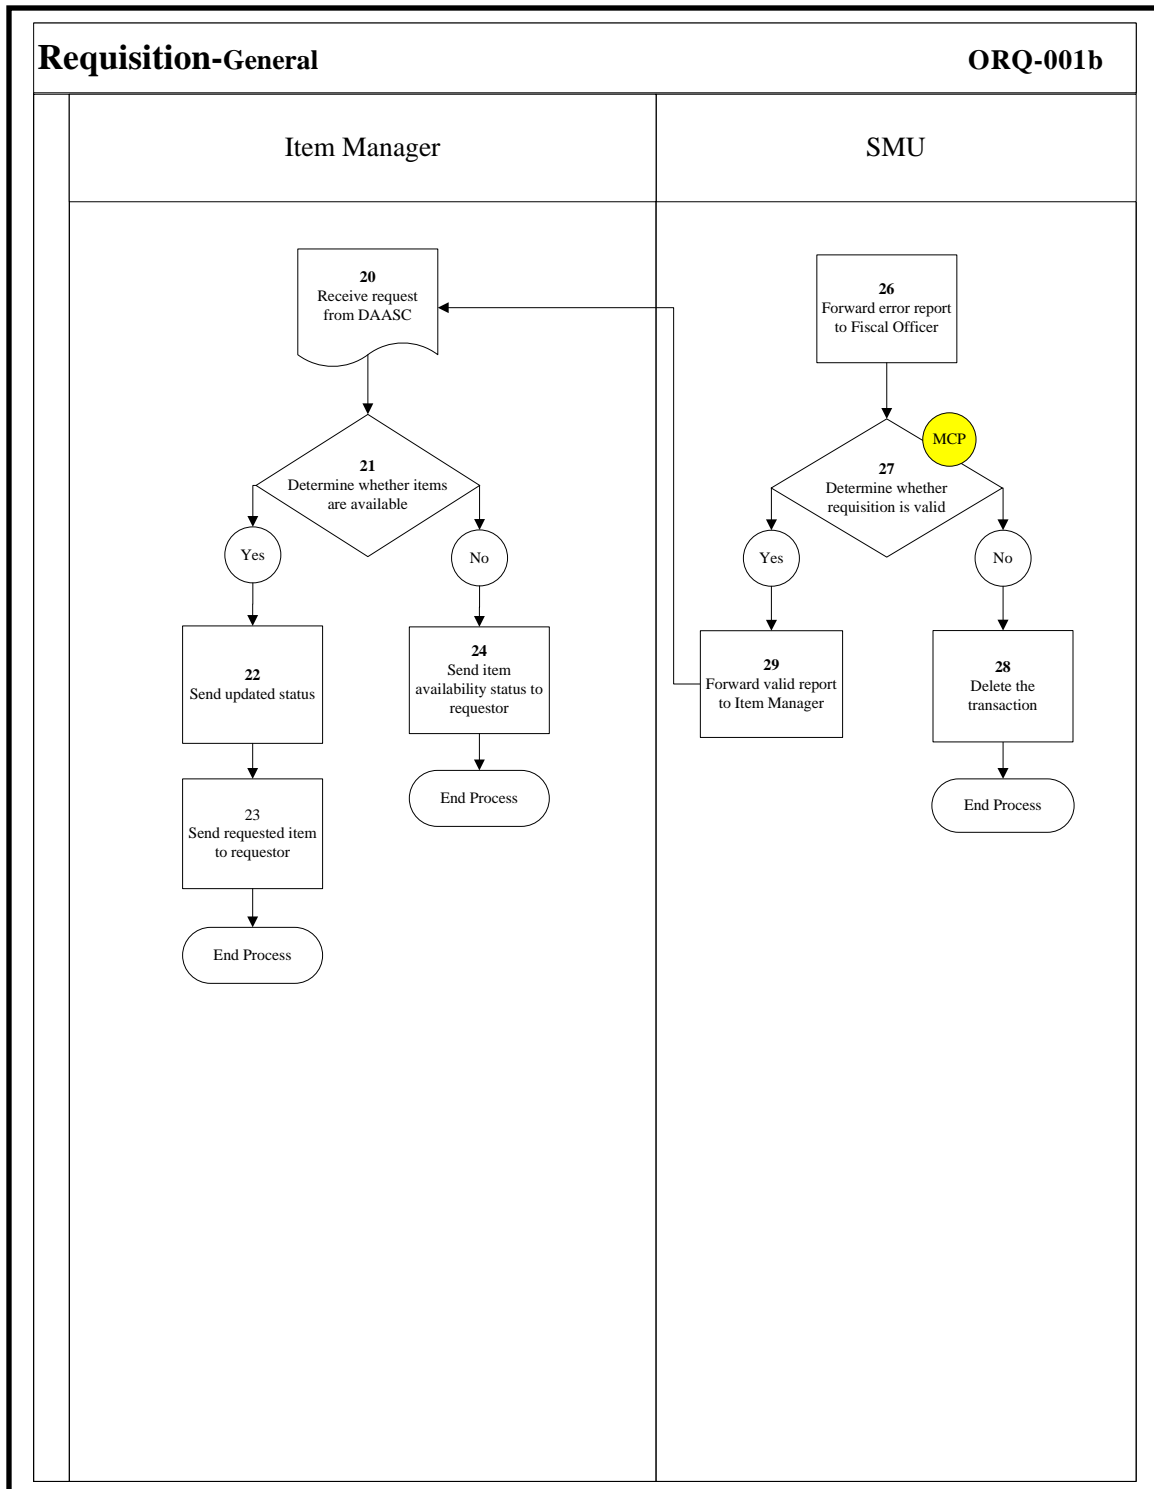 Requisition-General
ORQ-001b
Item Manager
SMU
20
Receive request
from DAASC
21
Determine whether items
are available
Yes
No
22
Send updated status
24
Send item
availability status to
requestor
23
Send requested item
to requestor
End Process
End Process
26
Forward error report
to Fiscal Officer
MCP
27
Determine whether
requisition is valid
Yes
No
29
Forward valid report
to Item Manager
28
Delete the
transaction
End Process